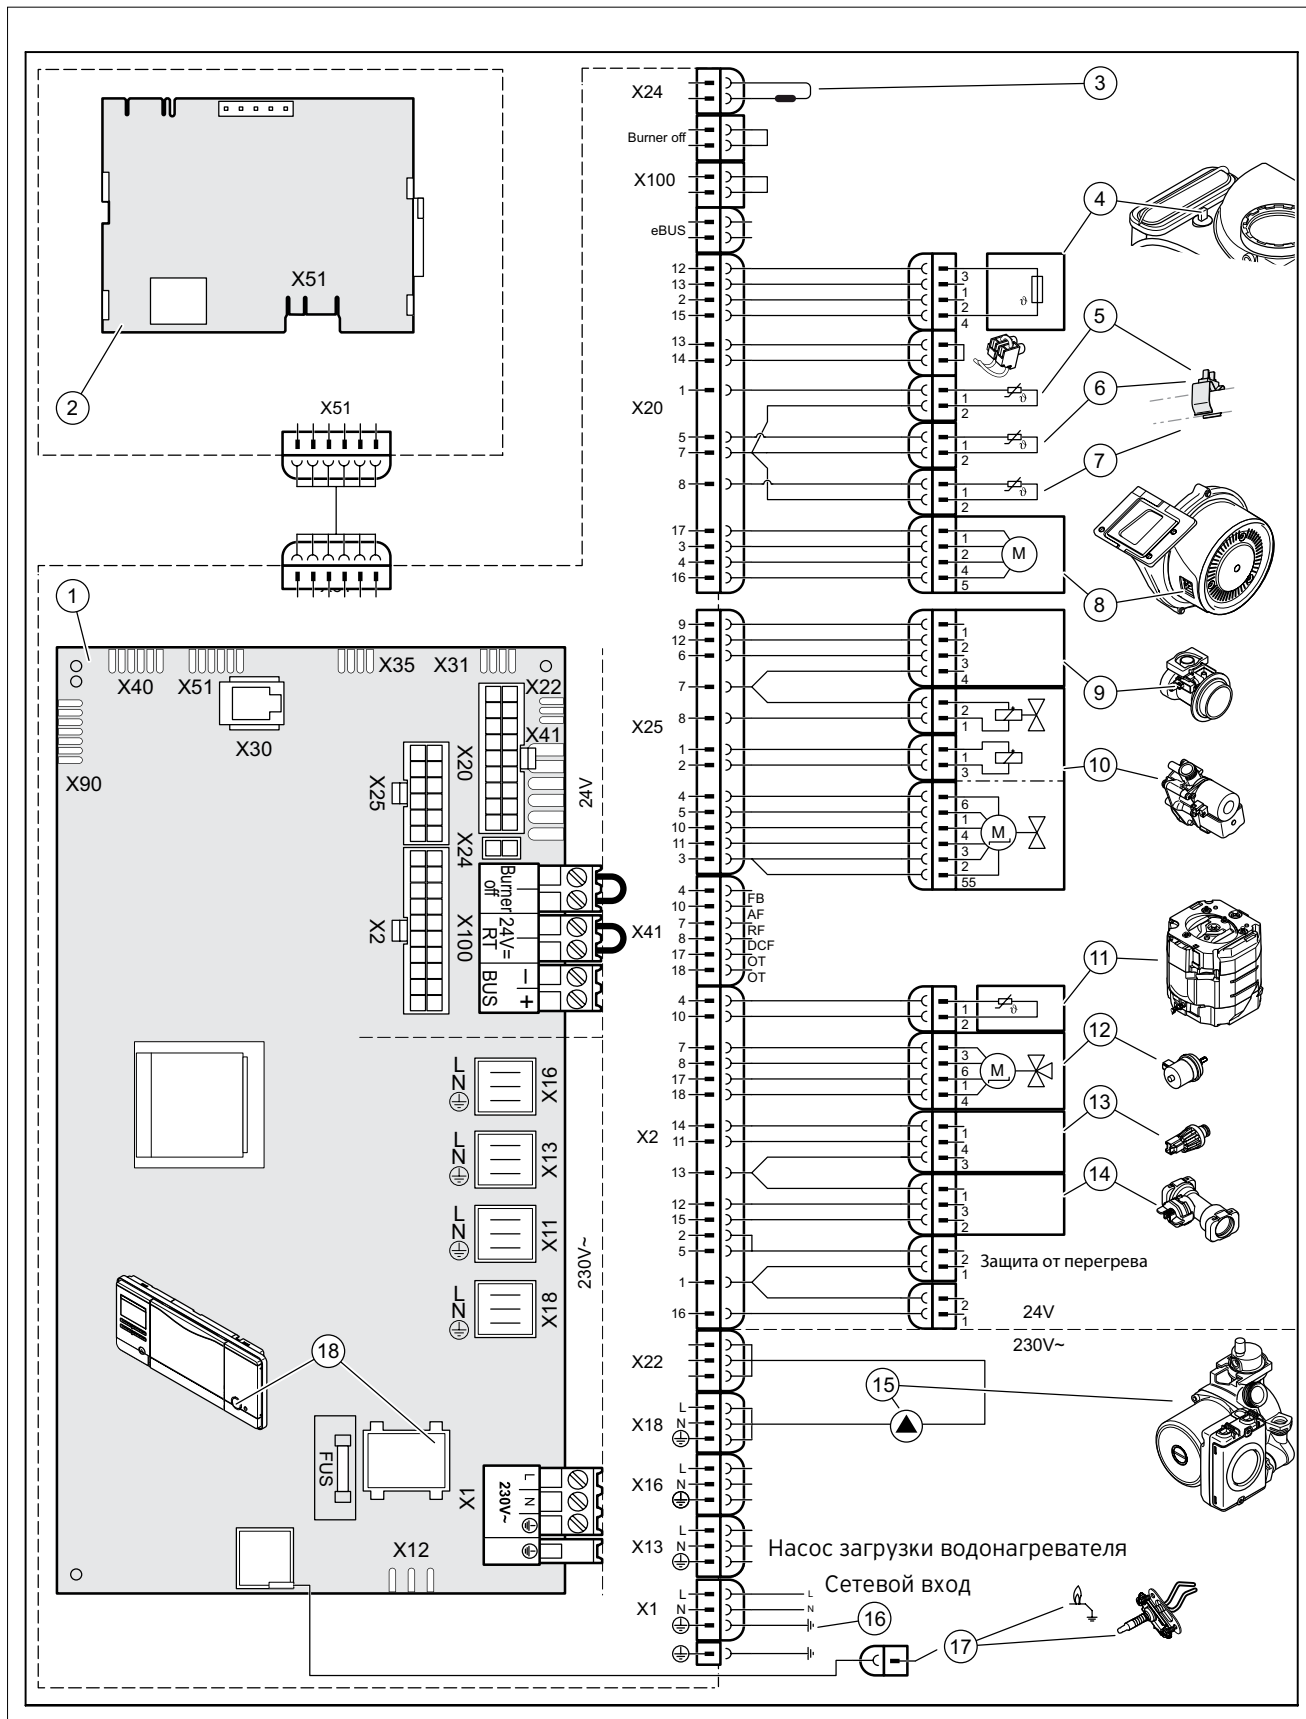 X24
3
Burner off
X100
4
eBUS
X51
12
13
2
15
3
1
2
4
ϑ
13
14
5
2
X51
X20
1
1
2
ϑ
6
5
7
1
2
ϑ
7
8
1
2
ϑ
17
3
4
16
1
2
4
5
M
8
1
9
12
6
7
1
2
3
4
9
X40
X51
X35
X31
X22
X30
X41
X90
X20
X25
24V
X25
8
2
1
1
2
1
3
10
4
5
10
11
3
6
1
4
3
2
55
M
X24
Burner
off
24V=
RT
X100
BUS
− +
X2
X41
4
10
7
8
17
18
FB
AF
RF
DCF
OT
OT
11
4
10
1
2
ϑ
7
8
17
18
3
6
1
4
M
12
L
N
X16
L
N
X13
L
N
X11
L
N
X18
230V~
X2
14
11
13
1
4
3
13
12
15
2
5
1
3
2
14
2
1
Защита от перегрева
1
16
2
1
24V
230V~
18
X22
15
X18
L
N
FUS
X1
L
N
230V~
X16
L
N
X12
X13
L
N
Насос загрузки водонагревателя
Сетевой вход
X1
L
N
L
N
16
17